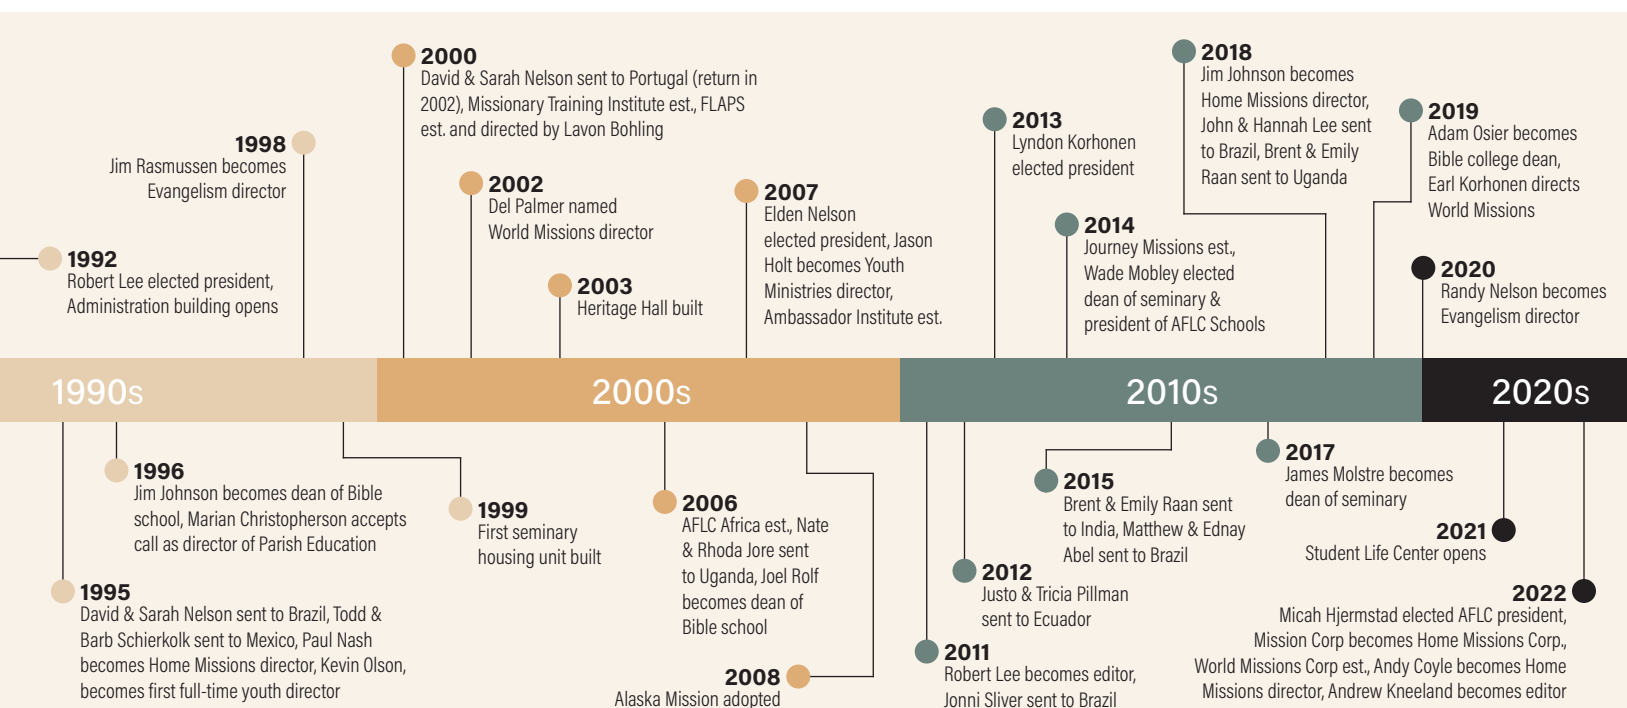 2000
David & Sarah Nelson sent to Portugal (return in
2002), Missionary Training Institute est., FLAPS
est. and directed by Lavon Bohling
2018
Jim Johnson becomes
Home Missions director,
John & Hannah Lee sent
to Brazil, Brent & Emily
Raan sent to Uganda
2019
Adam Osier becomes
Bible college dean,
Earl Korhonen directs
World Missions
2013
Lyndon Korhonen
elected president
1998
Jim Rasmussen becomes
Evangelism director
2002
Del Palmer named
World Missions director
2007
Elden Nelson
elected president, Jason
Holt becomes Youth
Ministries director,
Ambassador Institute est.
2014
Journey Missions est.,
Wade Mobley elected
dean of seminary &
president of AFLC Schools
1992
Robert Lee elected president,
Administration building opens
2003
Heritage Hall built
2020
Randy Nelson becomes
Evangelism director
1990s
2000s
2010s
2020s
1996
Jim Johnson becomes dean of Bible
school, Marian Christopherson accepts
call as director of Parish Education
1999
First seminary
housing unit built
2006
AFLC Africa est., Nate
& Rhoda Jore sent
to Uganda, Joel Rolf
becomes dean of
Bible school
2015
Brent & Emily Raan sent
to India, Matthew & Ednay
Abel sent to Brazil
2017
James Molstre becomes
dean of seminary
2021
Student Life Center opens
1995
David & Sarah Nelson sent to Brazil, Todd &
Barb Schierkolk sent to Mexico, Paul Nash
becomes Home Missions director, Kevin Olson,
becomes first full-time youth director
2012
Justo & Tricia Pillman
sent to Ecuador
2022
Micah Hjermstad elected AFLC president,
Mission Corp becomes Home Missions Corp.,
World Missions Corp est., Andy Coyle becomes Home
Missions director, Andrew Kneeland becomes editor
2008
Alaska Mission adopted
2011
Robert Lee becomes editor,
Jonni Sliver sent to Brazil